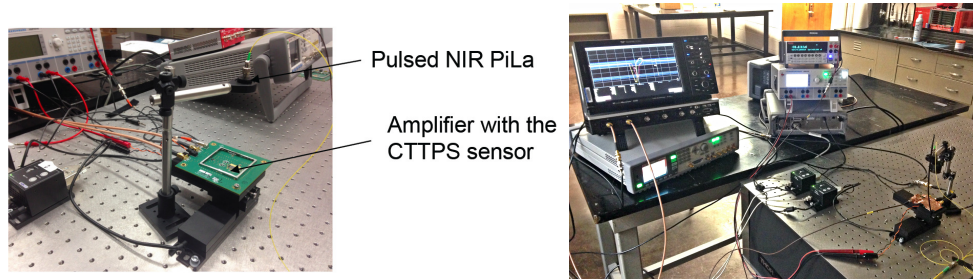 Pulsed NIR PiLa
Amplifier with the
CTTPS sensor